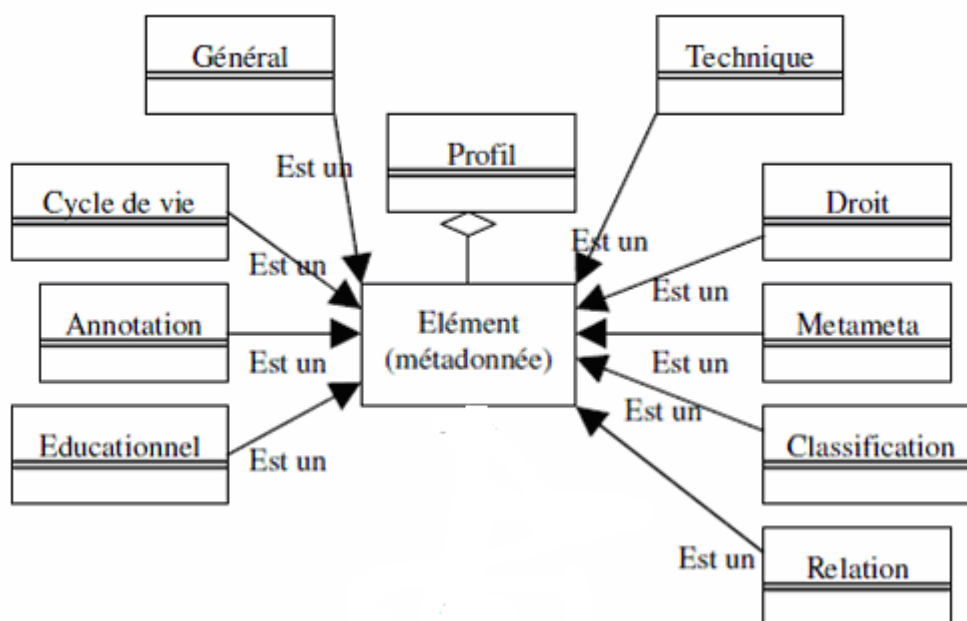 Général
Technique
Profil
Est un
Cycle de vie
Droit
Est un
Est un
Est un
Annotation
Elément
(métadonnée)
Metameta
Est un
Est un
Est un
Educationnel
Est un
Classification
Est un
Relation